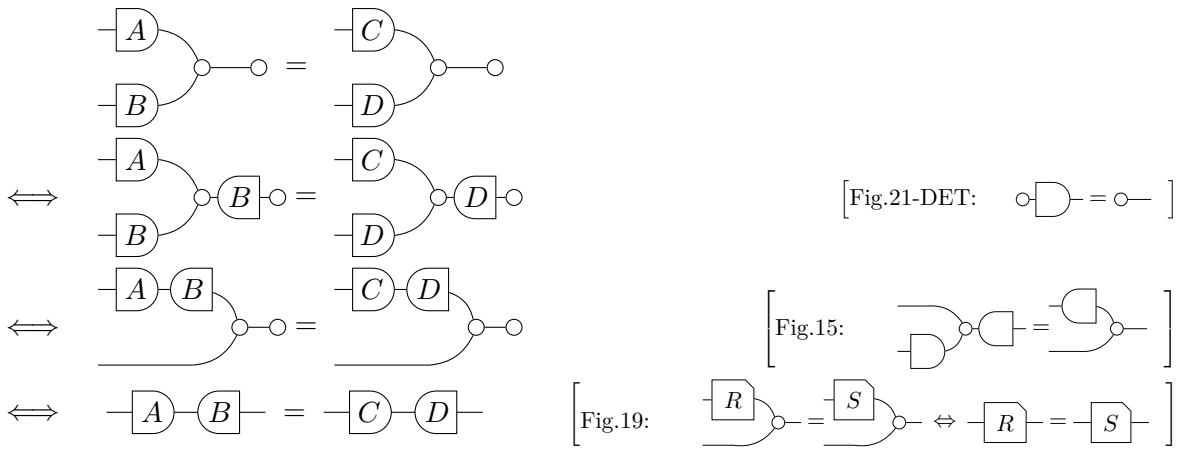 A = C
B D
⟺ A B = C D [Fig.21-DET: = ]
B D
⟺ A B = C D [Fig.15: = ]
⟺ A B = C D [Fig.19: R = S ⇔ R = S ]